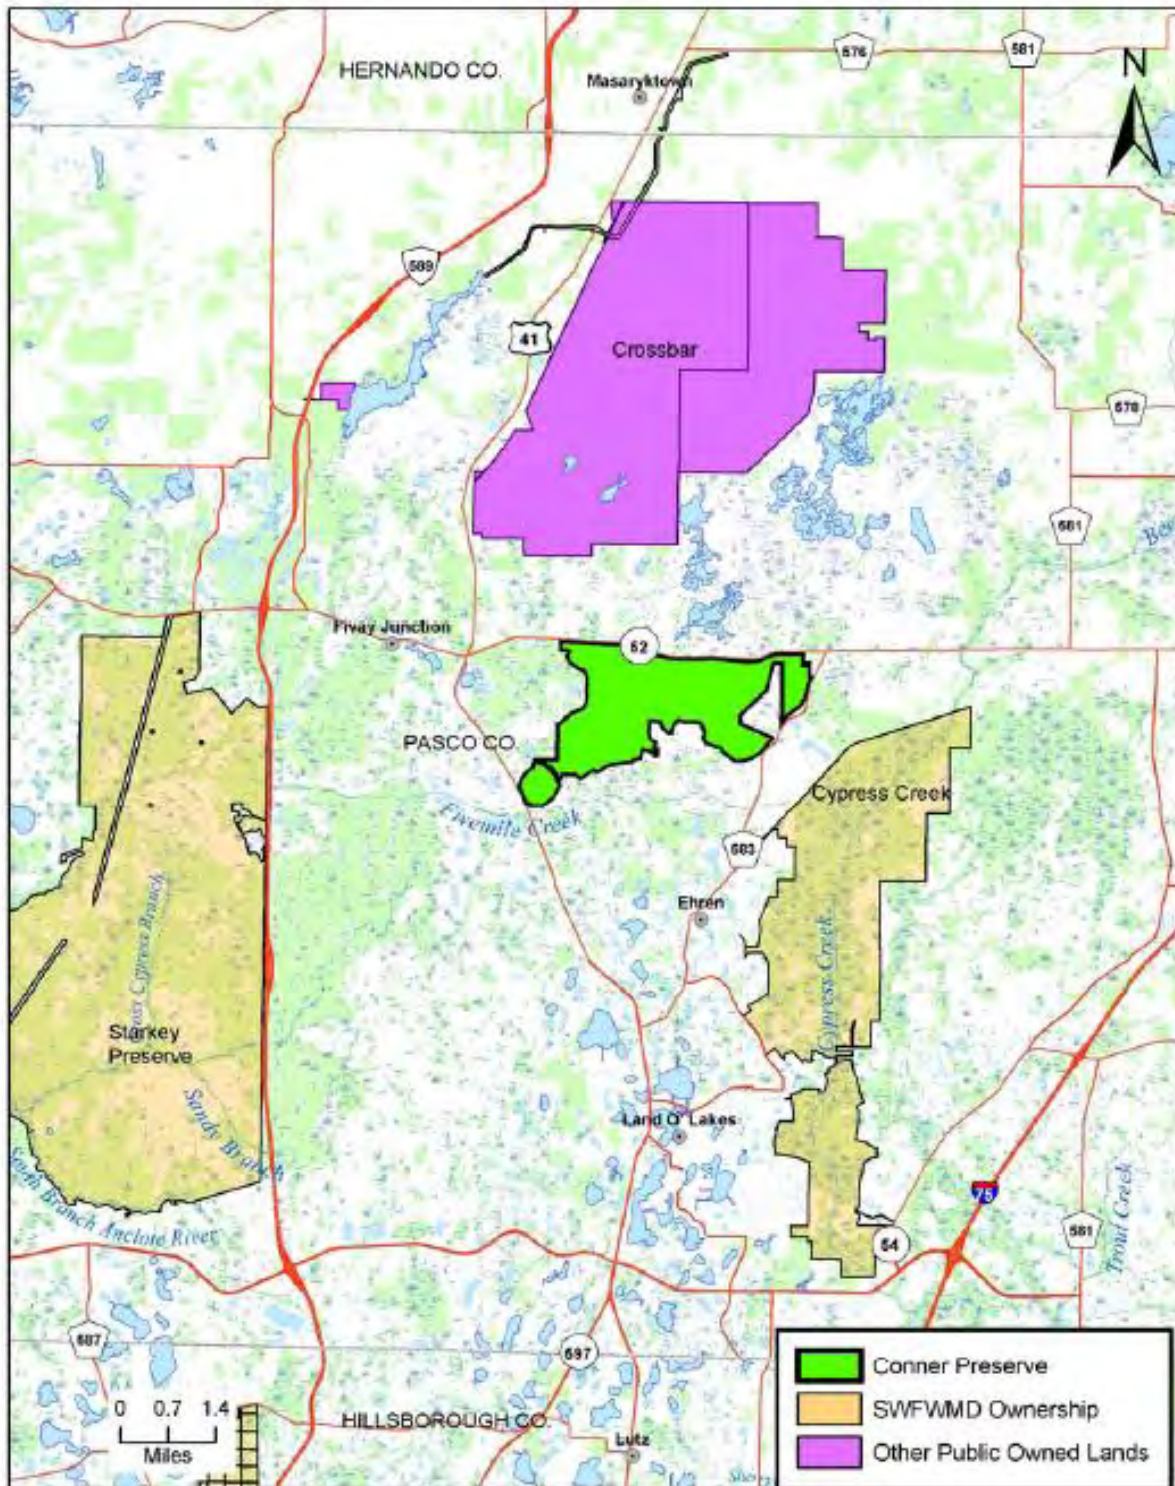 HERNANDO CO.
Masaryktown
576
581
N
589
41
Crossbar
578
581
Fivay Junction
52
PASCO CO.
Cypress Creek
Fivemile Creek
583
Ehren
Cross Cypress Branch
Cypress Creek
Starkey
Preserve
Sandy Branch
Land O' Lakes
South Branch Anclote River
75
Trout Creek
581
54
587
597
Conner Preserve
SWFWMD Ownership
Other Public Owned Lands
0 0.7 1.4
Miles
HILLSBOROUGH CO.
Lutz